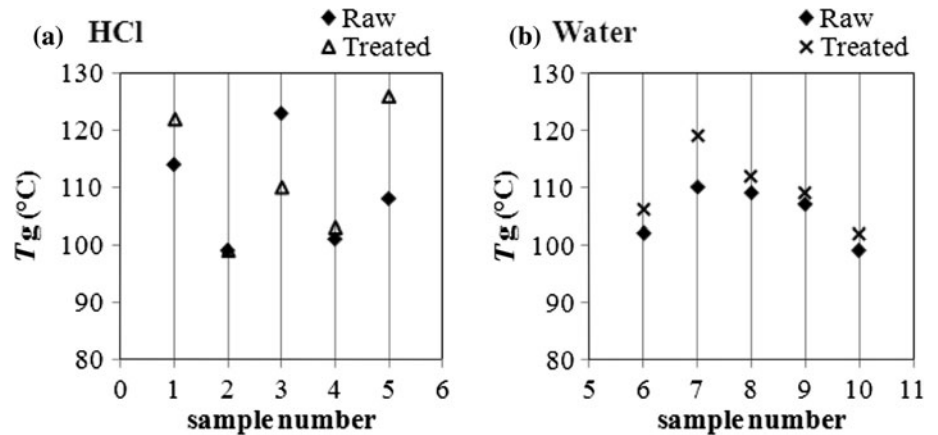 (a) HCl
Raw
Treated
Tg (°C)
130
120
110
100
90
80
0 1 2 3 4 5 6
sample number
(b) Water
Raw
Treated
Tg (°C)
130
120
110
100
90
80
5 6 7 8 9 10 11
sample number